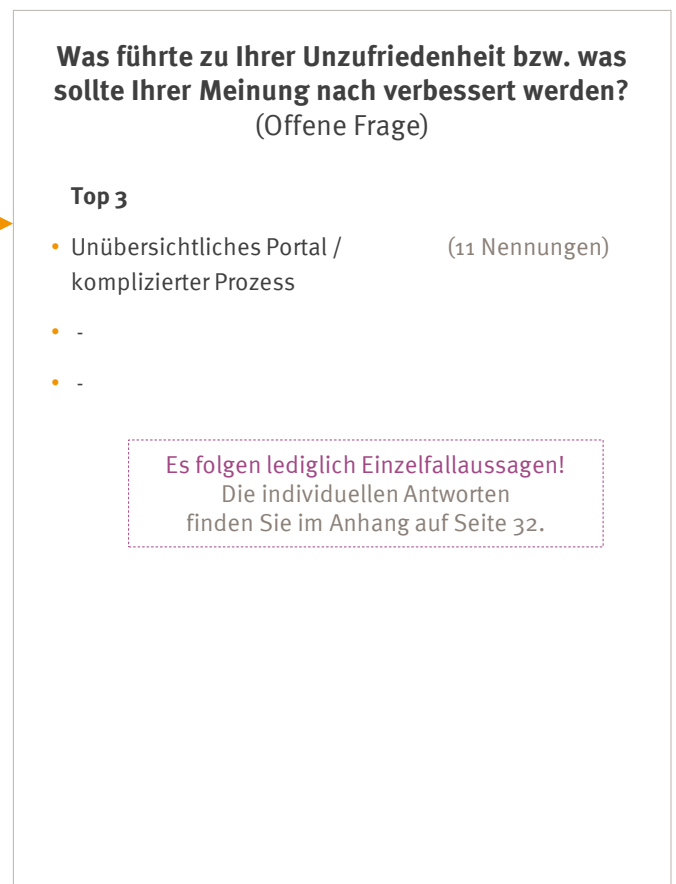 Was führte zu Ihrer Unzufriedenheit bzw. was
sollte Ihrer Meinung nach verbessert werden?
(Offene Frage)
Top 3
• Unübersichtliches Portal / (11 Nennungen)
komplizierter Prozess
• -
• -
Es folgen lediglich Einzelfallaussagen!
Die individuellen Antworten
finden Sie im Anhang auf Seite 32.